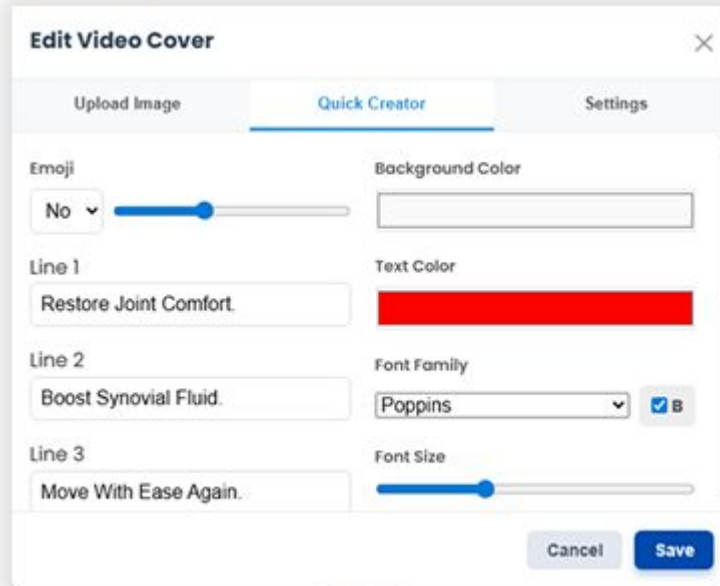 Edit Video Cover
Upload Image
Quick Creator
Settings
Emoji
No
Line 1
Restore Joint Comfort.
Line 2
Boost Synovial Fluid.
Line 3
Move With Ease Again.
Background Color
Text Color
Font Family
Poppins
B
Font Size
Cancel
Save